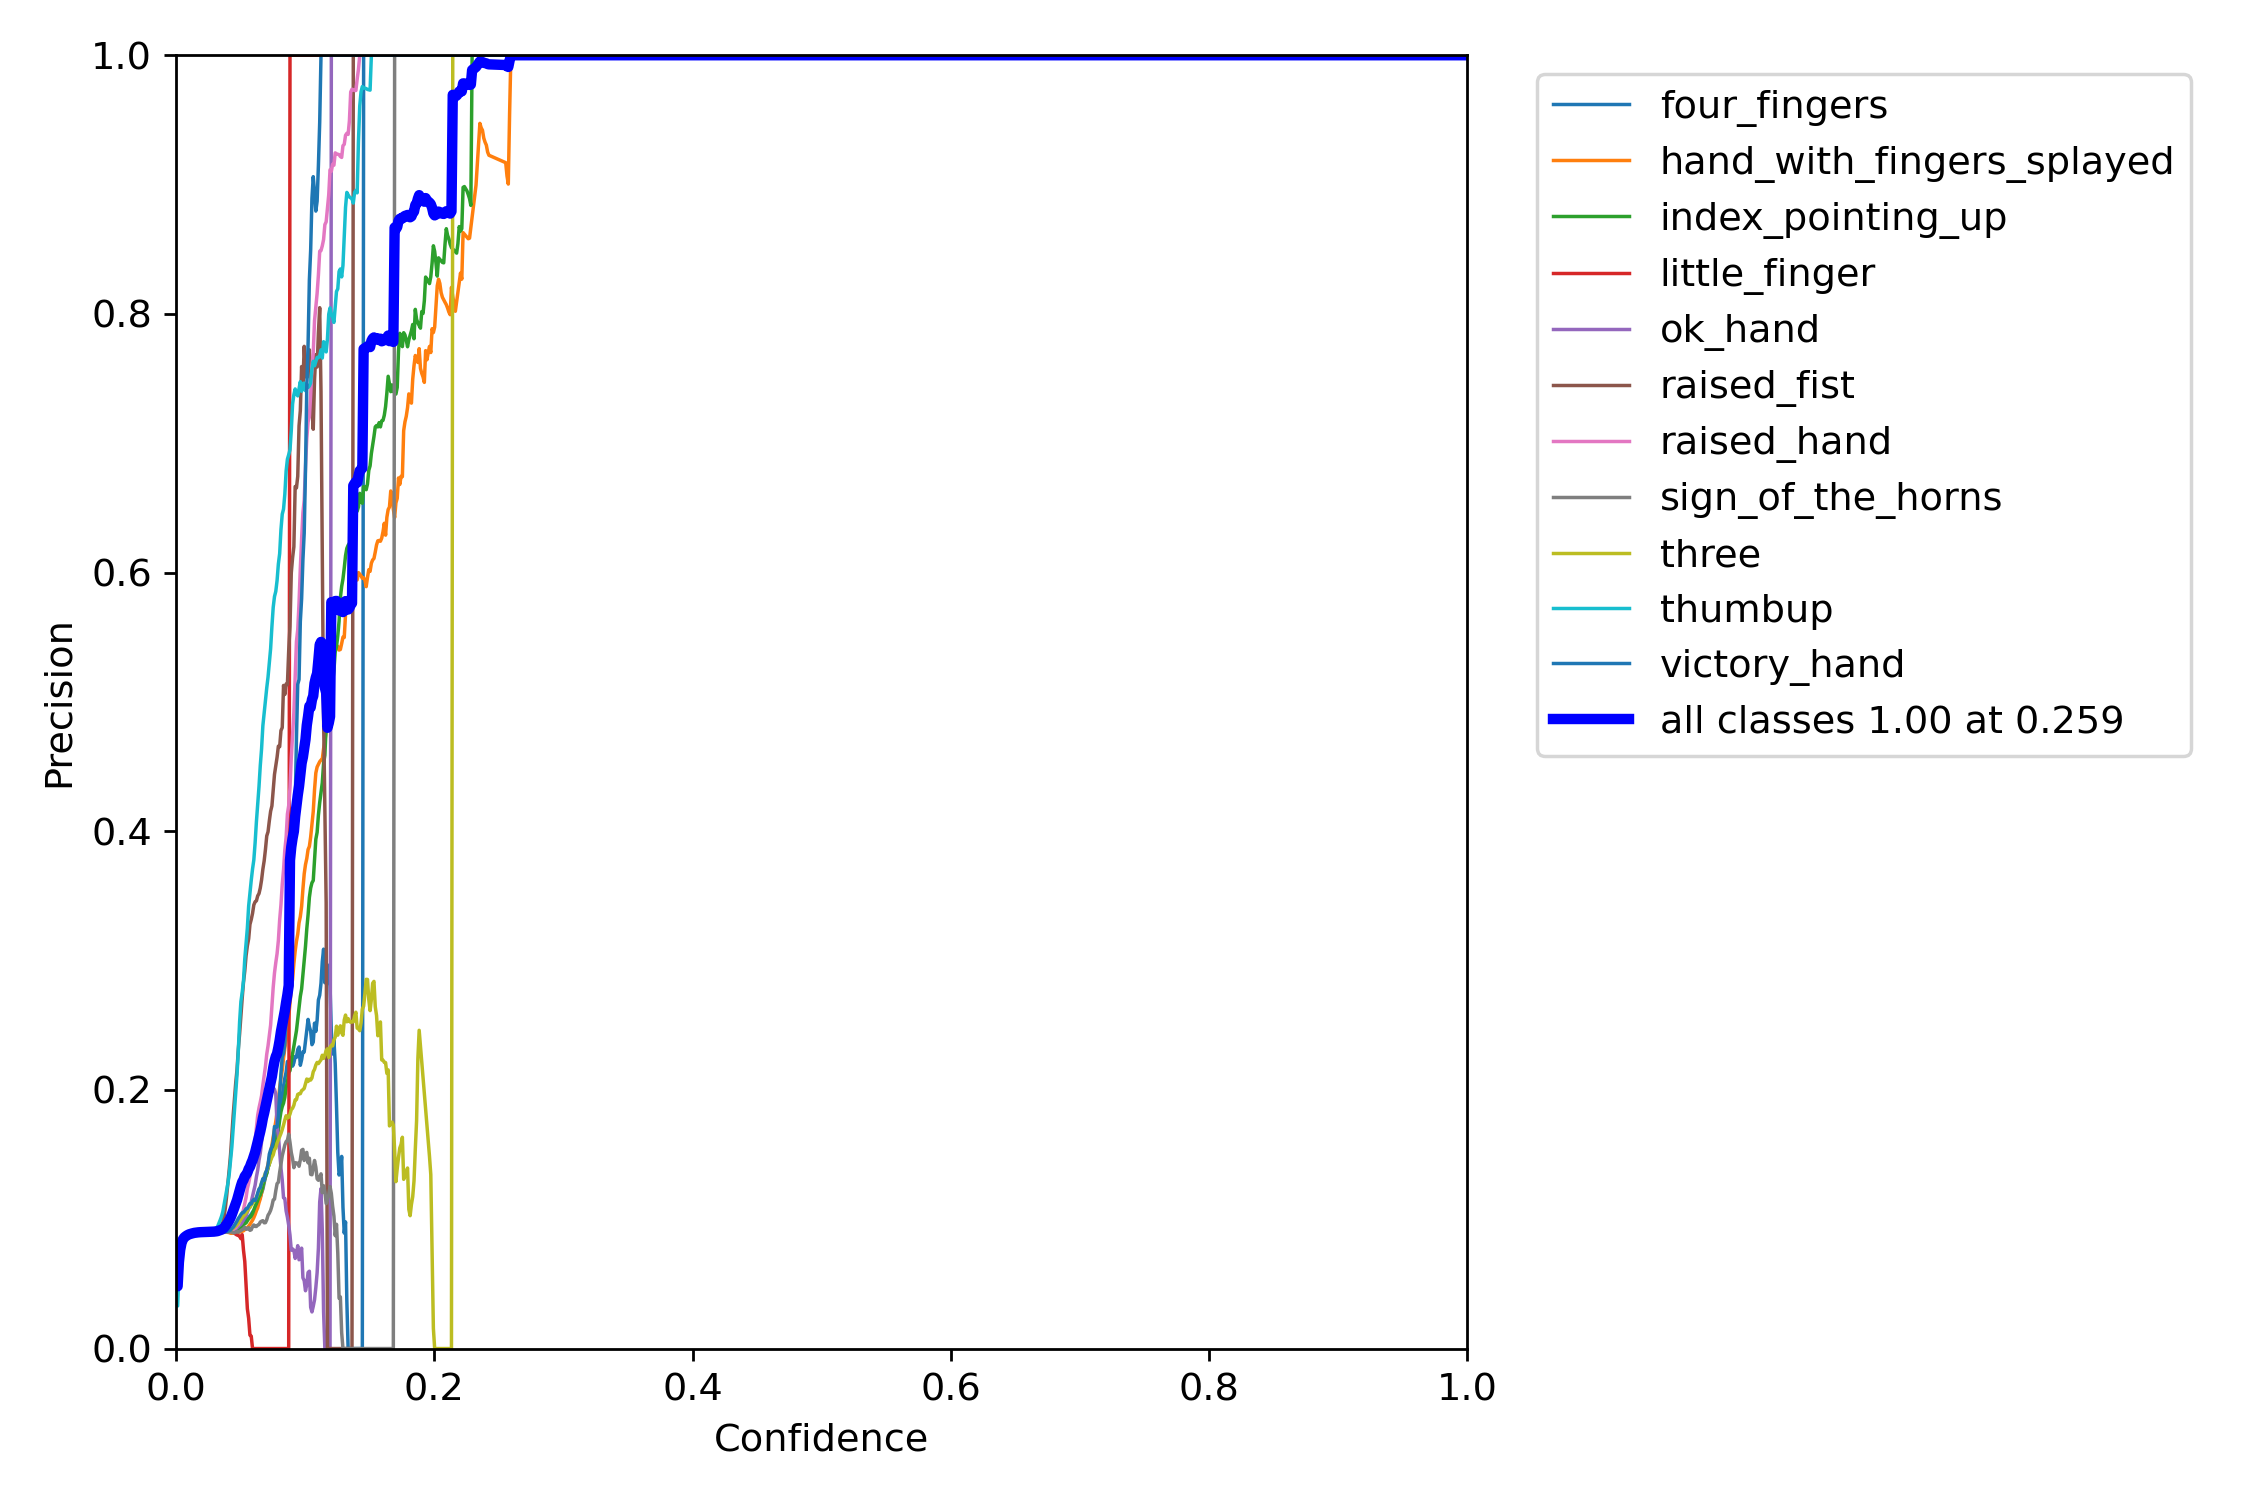 1.0
0.8
0.6
0.4
0.2
0.0
Precision
0.0 0.2 0.4 0.6 0.8 1.0
Confidence
four_fingers
hand_with_fingers_splayed
index_pointing_up
little_finger
ok_hand
raised_fist
raised_hand
sign_of_the_horns
three
thumbup
victory_hand
all classes 1.00 at 0.259